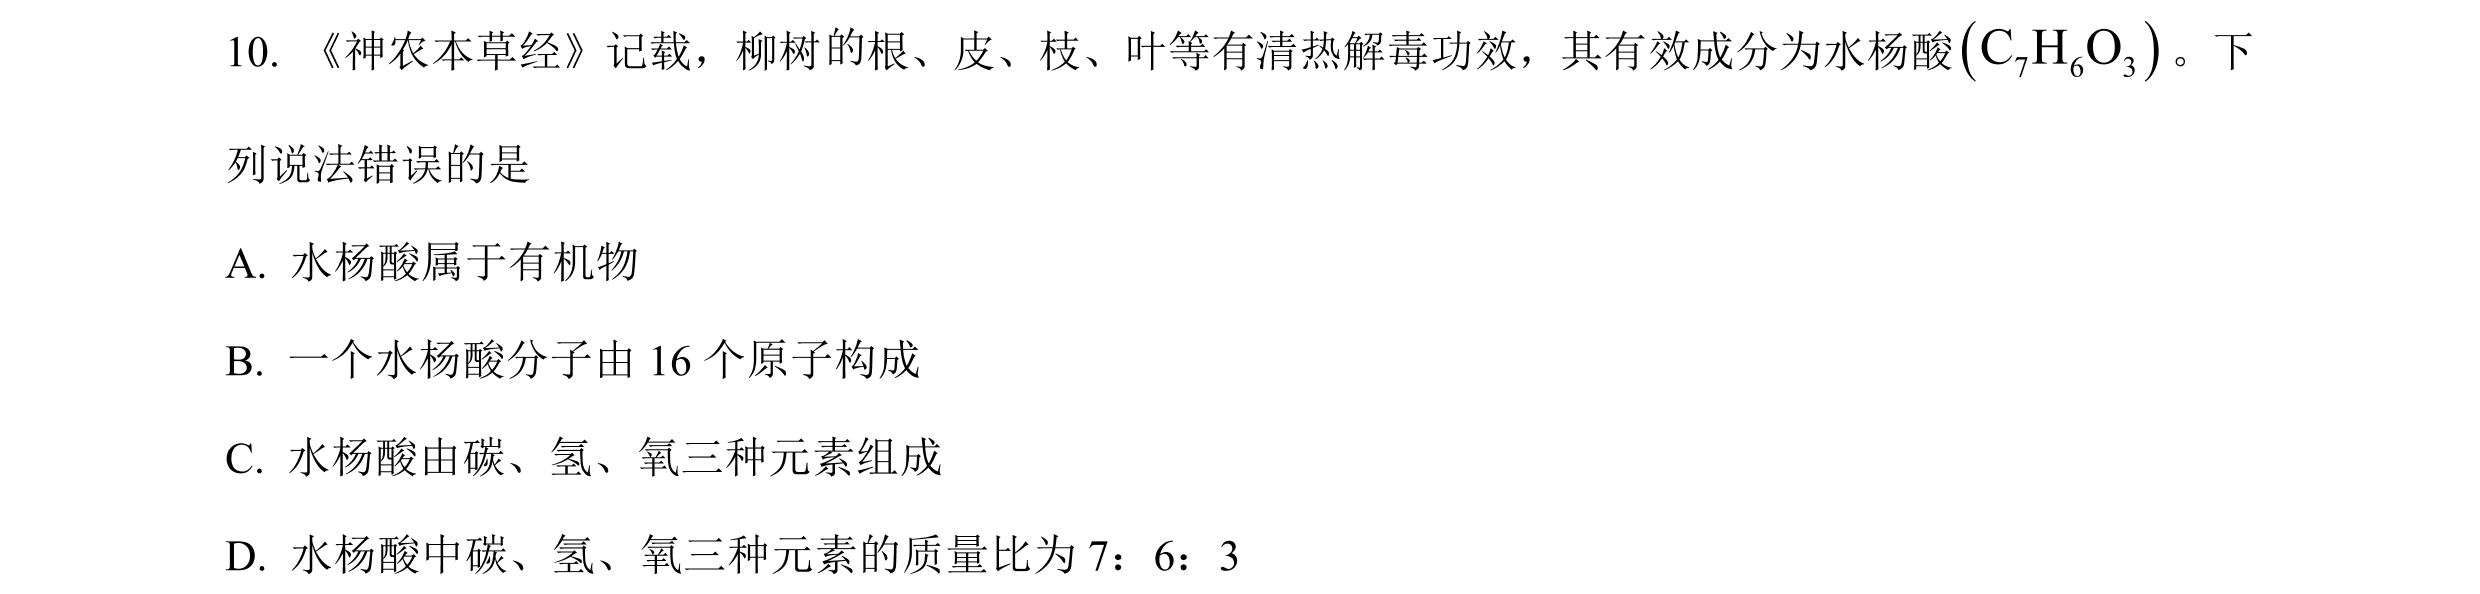 10. 《神农本草经》记载，柳树的根、皮、枝、叶等有清热解毒功效，其有效成分为水杨酸(C₇H₆O₃)。下
列说法错误的是
A. 水杨酸属于有机物
B. 一个水杨酸分子由 16 个原子构成
C. 水杨酸由碳、氢、氧三种元素组成
D. 水杨酸中碳、氢、氧三种元素的质量比为 7：6：3